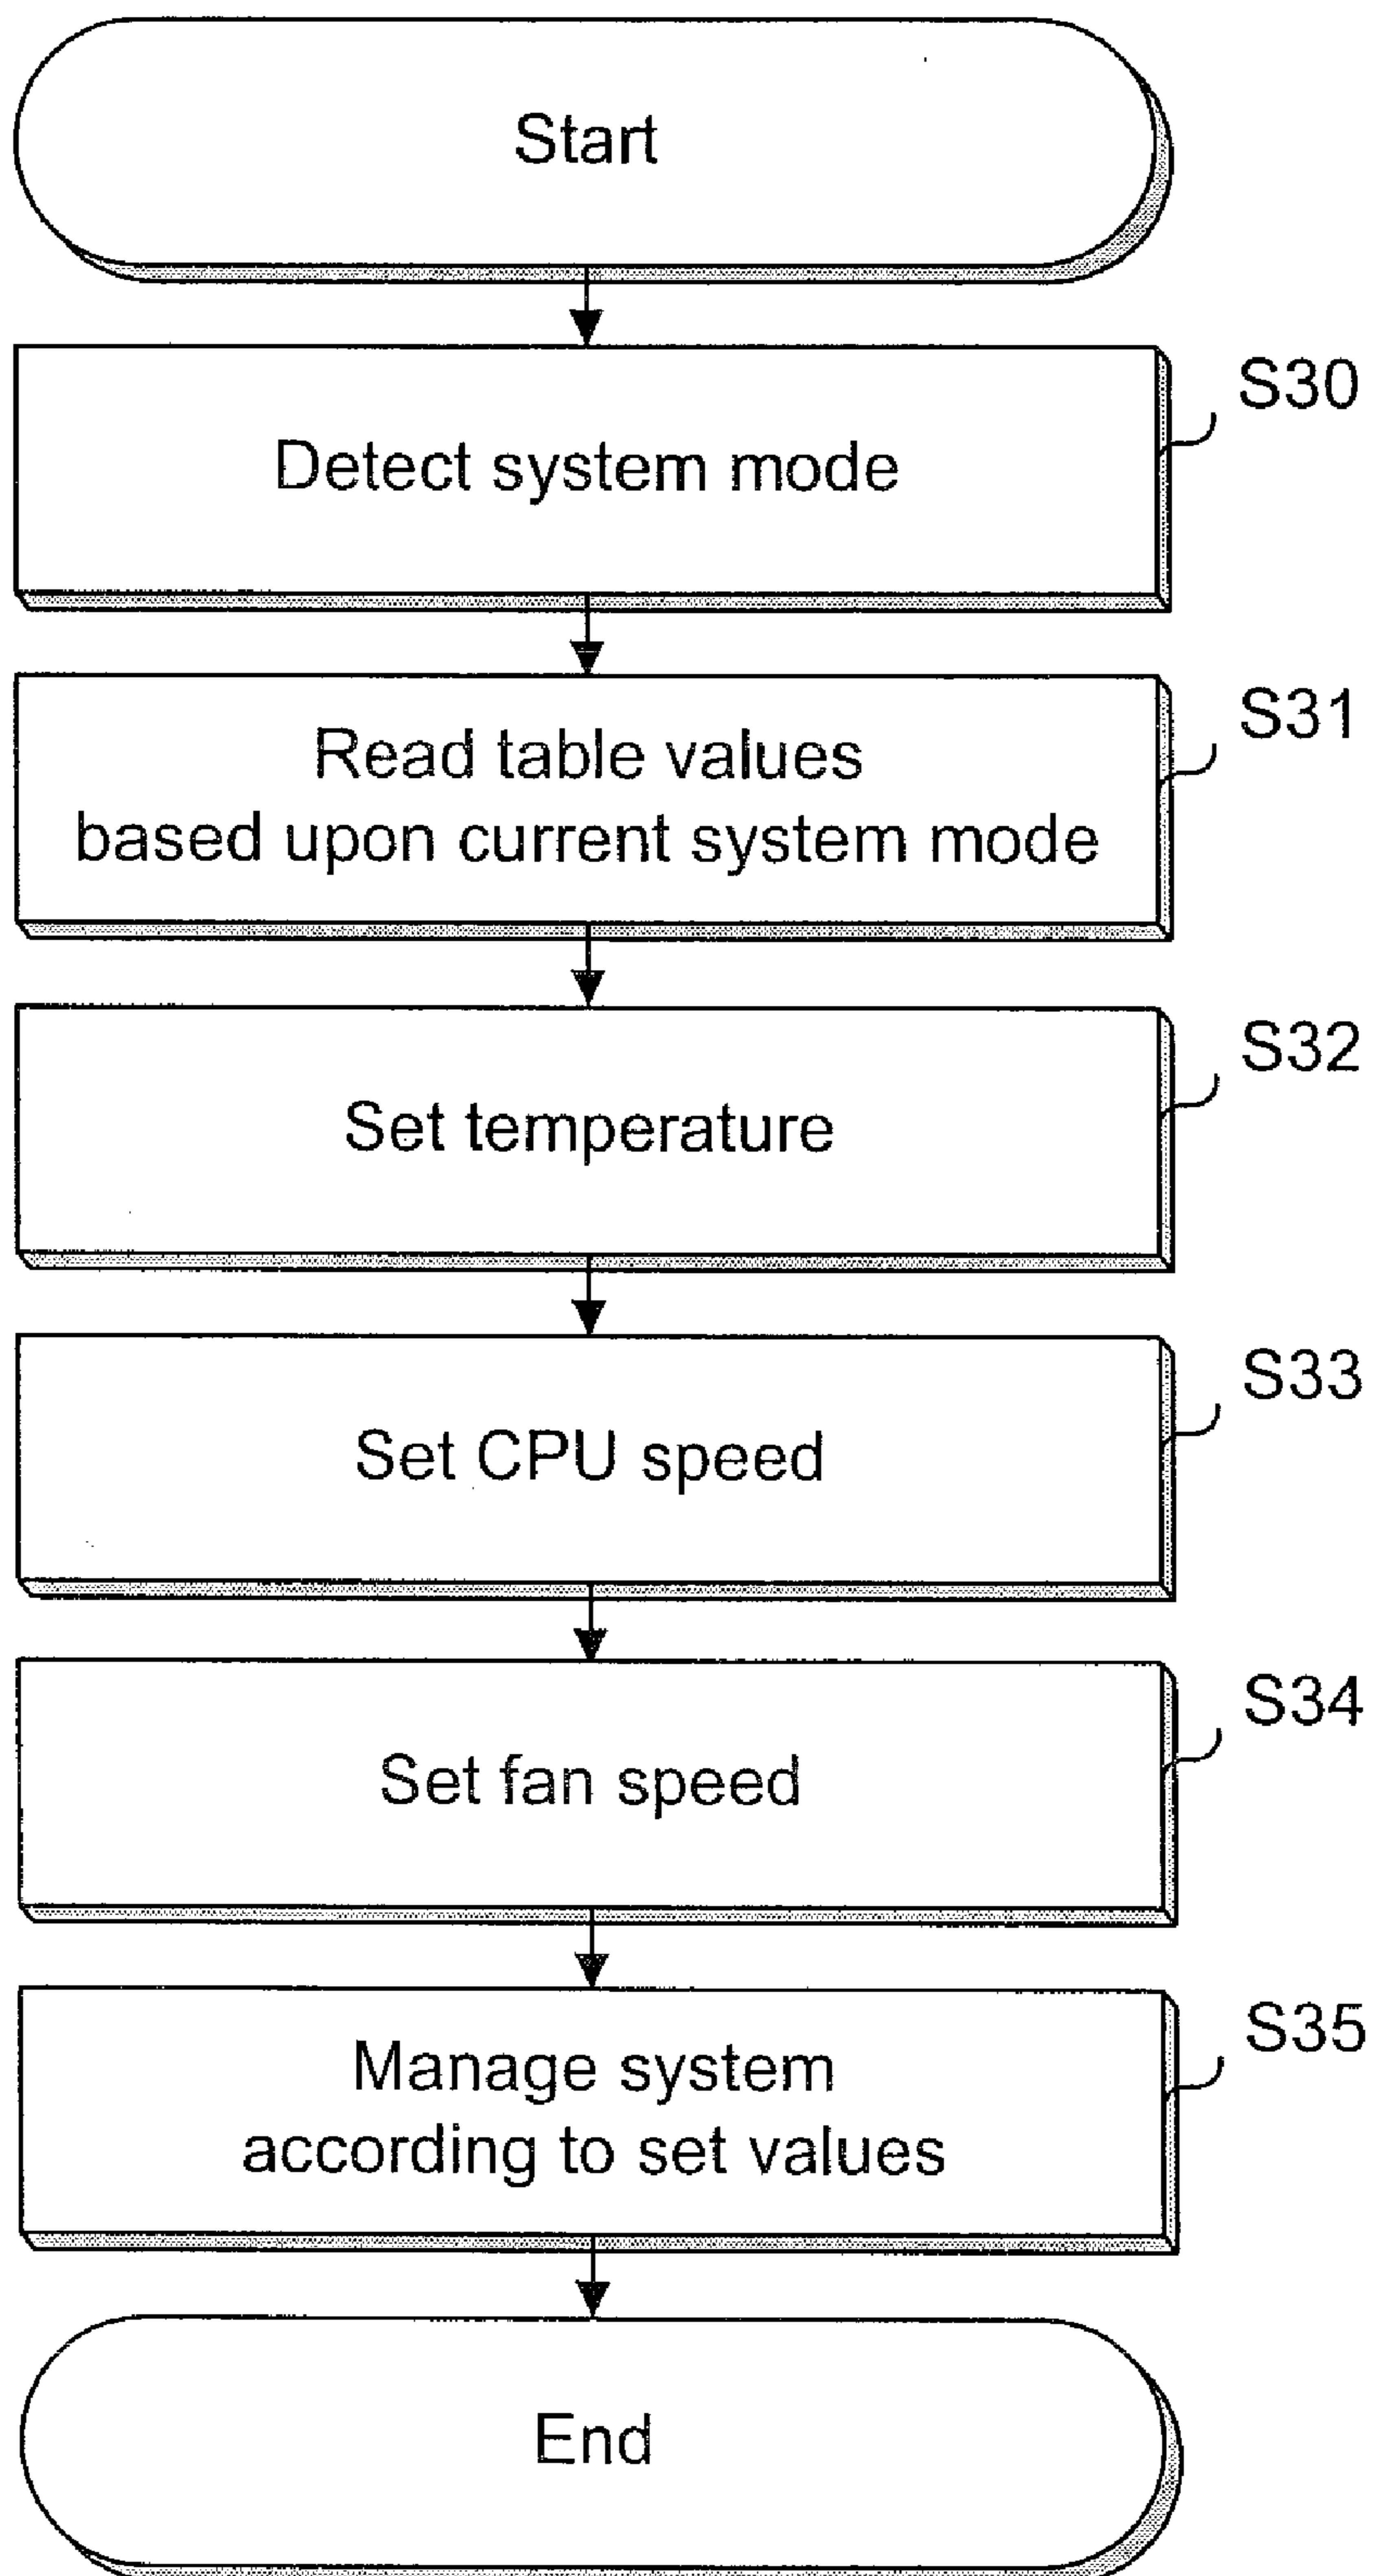 Start
S30
Detect system mode
S31
Read table values
based upon current system mode
S32
Set temperature
S33
Set CPU speed
S34
Set fan speed
S35
Manage system
according to set values
End